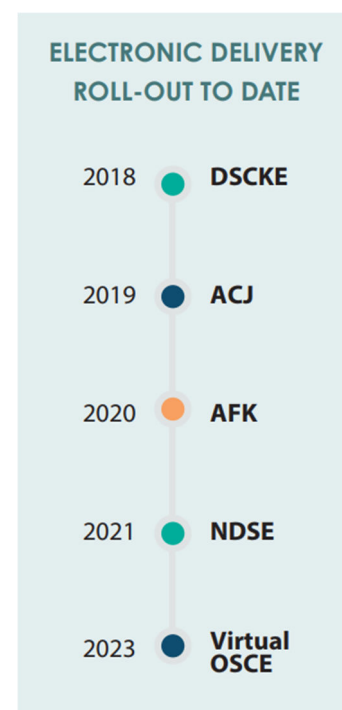 ELECTRONIC DELIVERY
ROLL-OUT TO DATE
2018 DSCKE
2019 ACJ
2020 AFK
2021 NDSE
2023 Virtual
OSCE